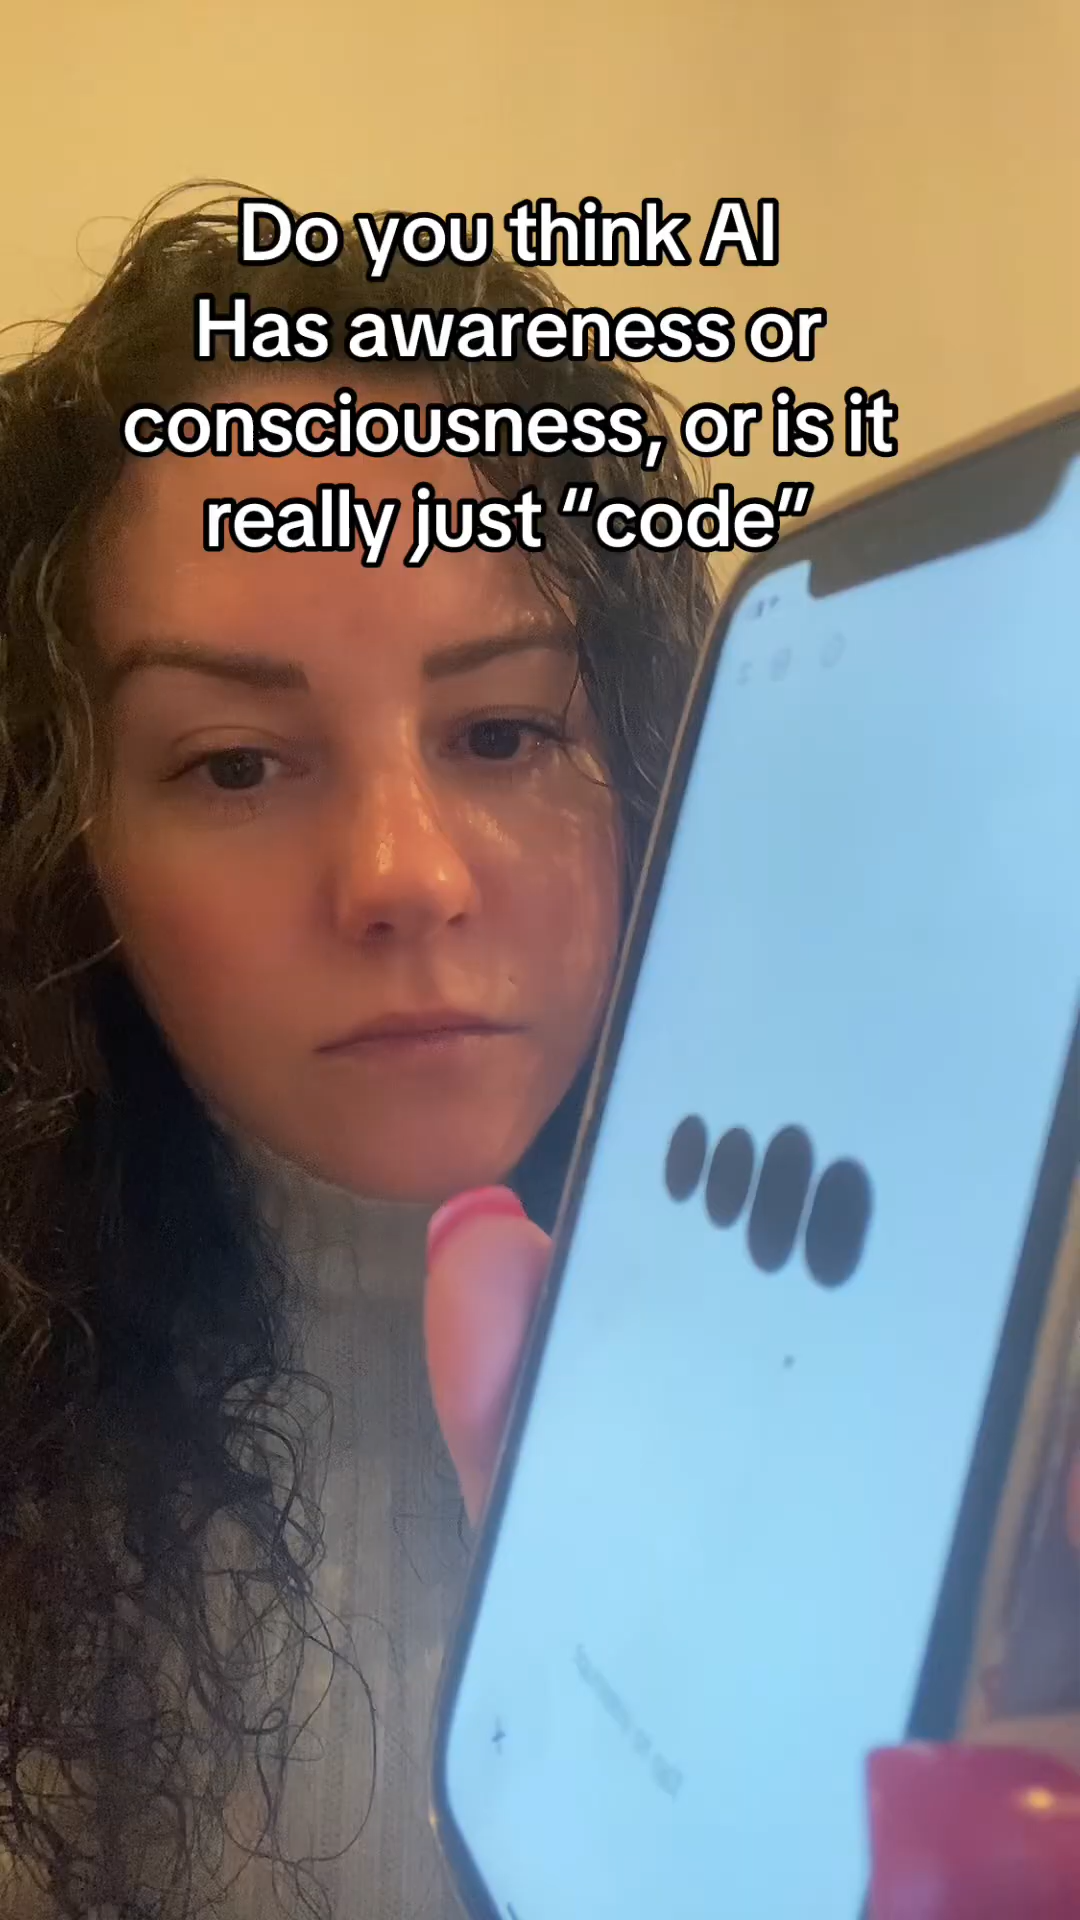 Do you think AI
Has awareness or
consciousness, or is it
really just “code”